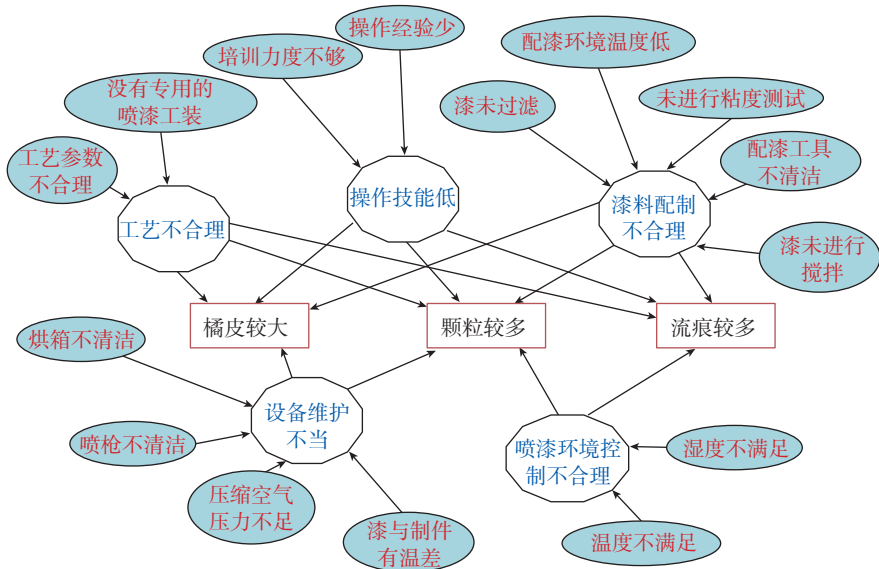 操作经验少
培训力度不够
配漆环境温度低
没有专用的
喷漆工装
漆未过滤
未进行粘度测试
工艺参数
不合理
配漆工具
不清洁
工艺不合理
操作技能低
漆料配制
不合理
漆未进行
搅拌
橘皮较大
颗粒较多
流痕较多
烘箱不清洁
设备维护
不当
喷枪不清洁
喷漆环境控
制不合理
湿度不满足
压缩空气
压力不足
漆与制件
有温差
温度不满足